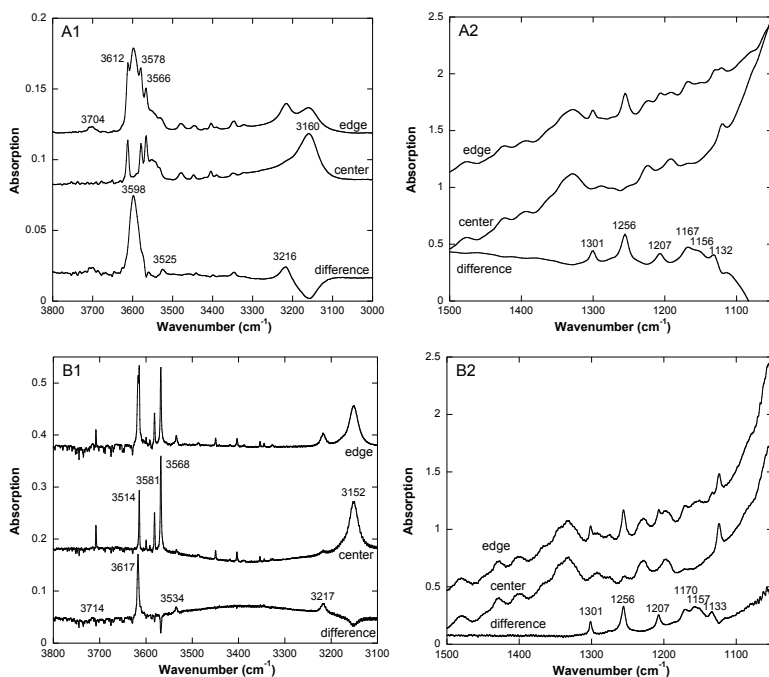 A1
0.2
0.15
0.1
0.05
0
Absorption
3612
3578
3566
3704
edge
3160
center
3598
3525
3216
difference
3800 3700 3600 3500 3400 3300 3200 3100 3000
Wavenumber (cm-1)
A2
2.5
2
1.5
1
0.5
0
Absorption
edge
center
1301
1256
1207
1167
1156
1132
difference
1500 1400 1300 1200 1100
Wavenumber (cm-1)
B1
0.5
0.4
0.3
0.2
0.1
0
Absorption
edge
3568
3581
3514
3152
center
3617
3714
3534
3217
difference
3800 3700 3600 3500 3400 3300 3200 3100
Wavenumber (cm-1)
B2
2.5
2
1.5
1
0.5
0
Absorption
edge
center
1301
1256
1207
1170
1157
1133
difference
1500 1400 1300 1200 1100
Wavenumber (cm-1)